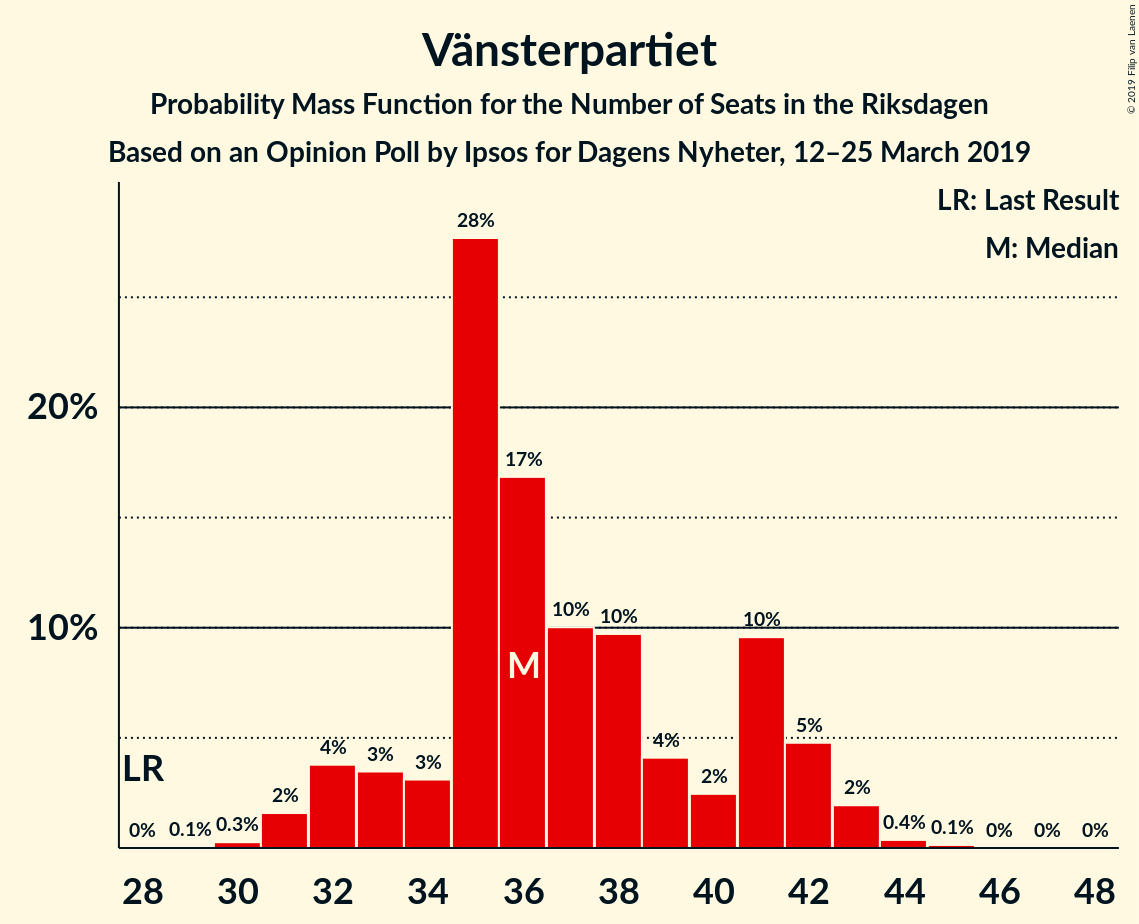 © 2019 Filip van Laenen
Vänsterpartiet
Probability Mass Function for the Number of Seats in the Riksdagen
Based on an Opinion Poll by Ipsos for Dagens Nyheter, 12–25 March 2019
LR: Last Result
M: Median
20%
10%
0% 0.1% 0.3% 2% 4% 3% 3% 28% 17% 10% 10% 4% 2% 10% 5% 2% 0.4% 0.1% 0% 0% 0%
LR
M
28 30 32 34 36 38 40 42 44 46 48